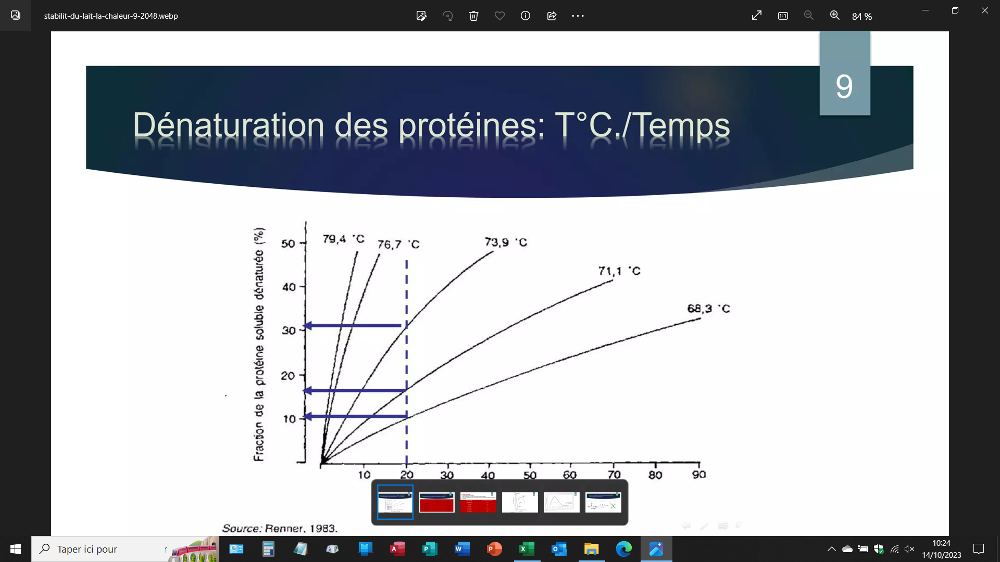 stabilit-du-lait-la-chaleur-9-2048.webp
84 %
9
Dénaturation des protéines: T°C./Temps
Fraction de la protéine soluble dénaturée (%)
50
40
30
20
10
79,4 °C
76,7 °C
73,9 °C
71,1 °C
68,3 °C
10 20 30 40 50 60 70 80 90
Source: Renner, 1983.
Taper ici pour
10:24
14/10/2023